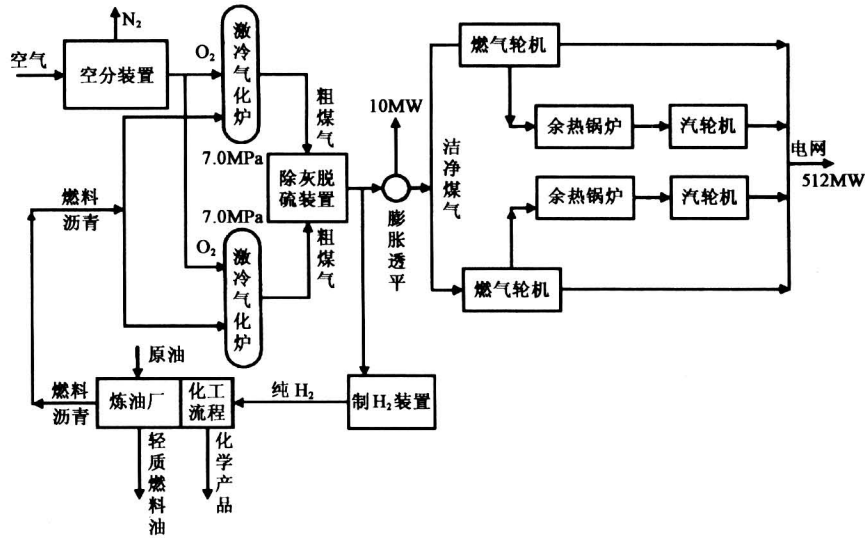 N₂
空气
空分装置
O₂
激冷气化炉
粗煤气
7.0MPa
除灰脱
硫装置
7.0MPa
粗煤气
O₂
激冷气化炉
燃料
沥青
10MW
膨胀透平
洁净煤气
燃气轮机
余热锅炉
汽轮机
电网
512MW
余热锅炉
汽轮机
燃气轮机
原油
燃料
沥青
炼油厂
化工
流程
纯 H₂
制 H₂ 装置
轻质燃料油
化学产品